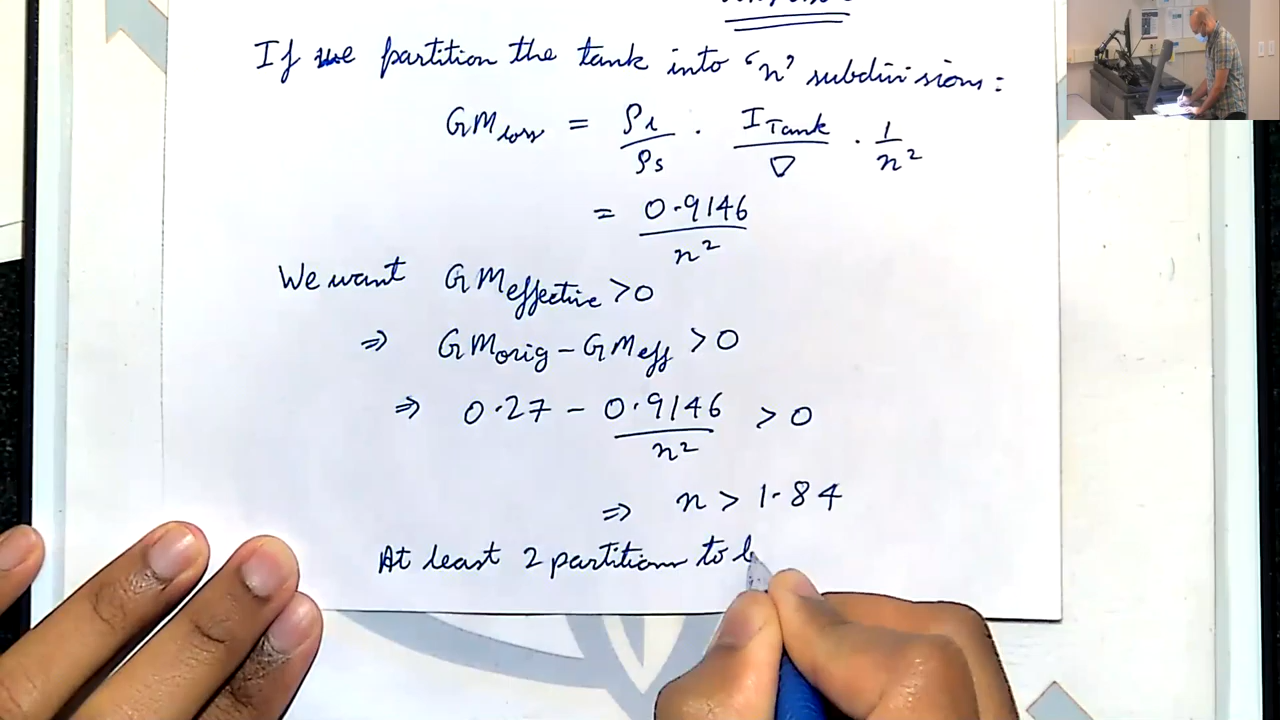 If we partition the tank into 'n' subdivisions:
GM_loss = ρ_l/ρ_s · I_Tank/∇ · 1/n²
= 0.9146/n²
We want GM_effective > 0
⇒ GM_orig - GM_eff > 0
⇒ 0.27 - 0.9146/n² > 0
⇒ n > 1.84
At least 2 partitions to